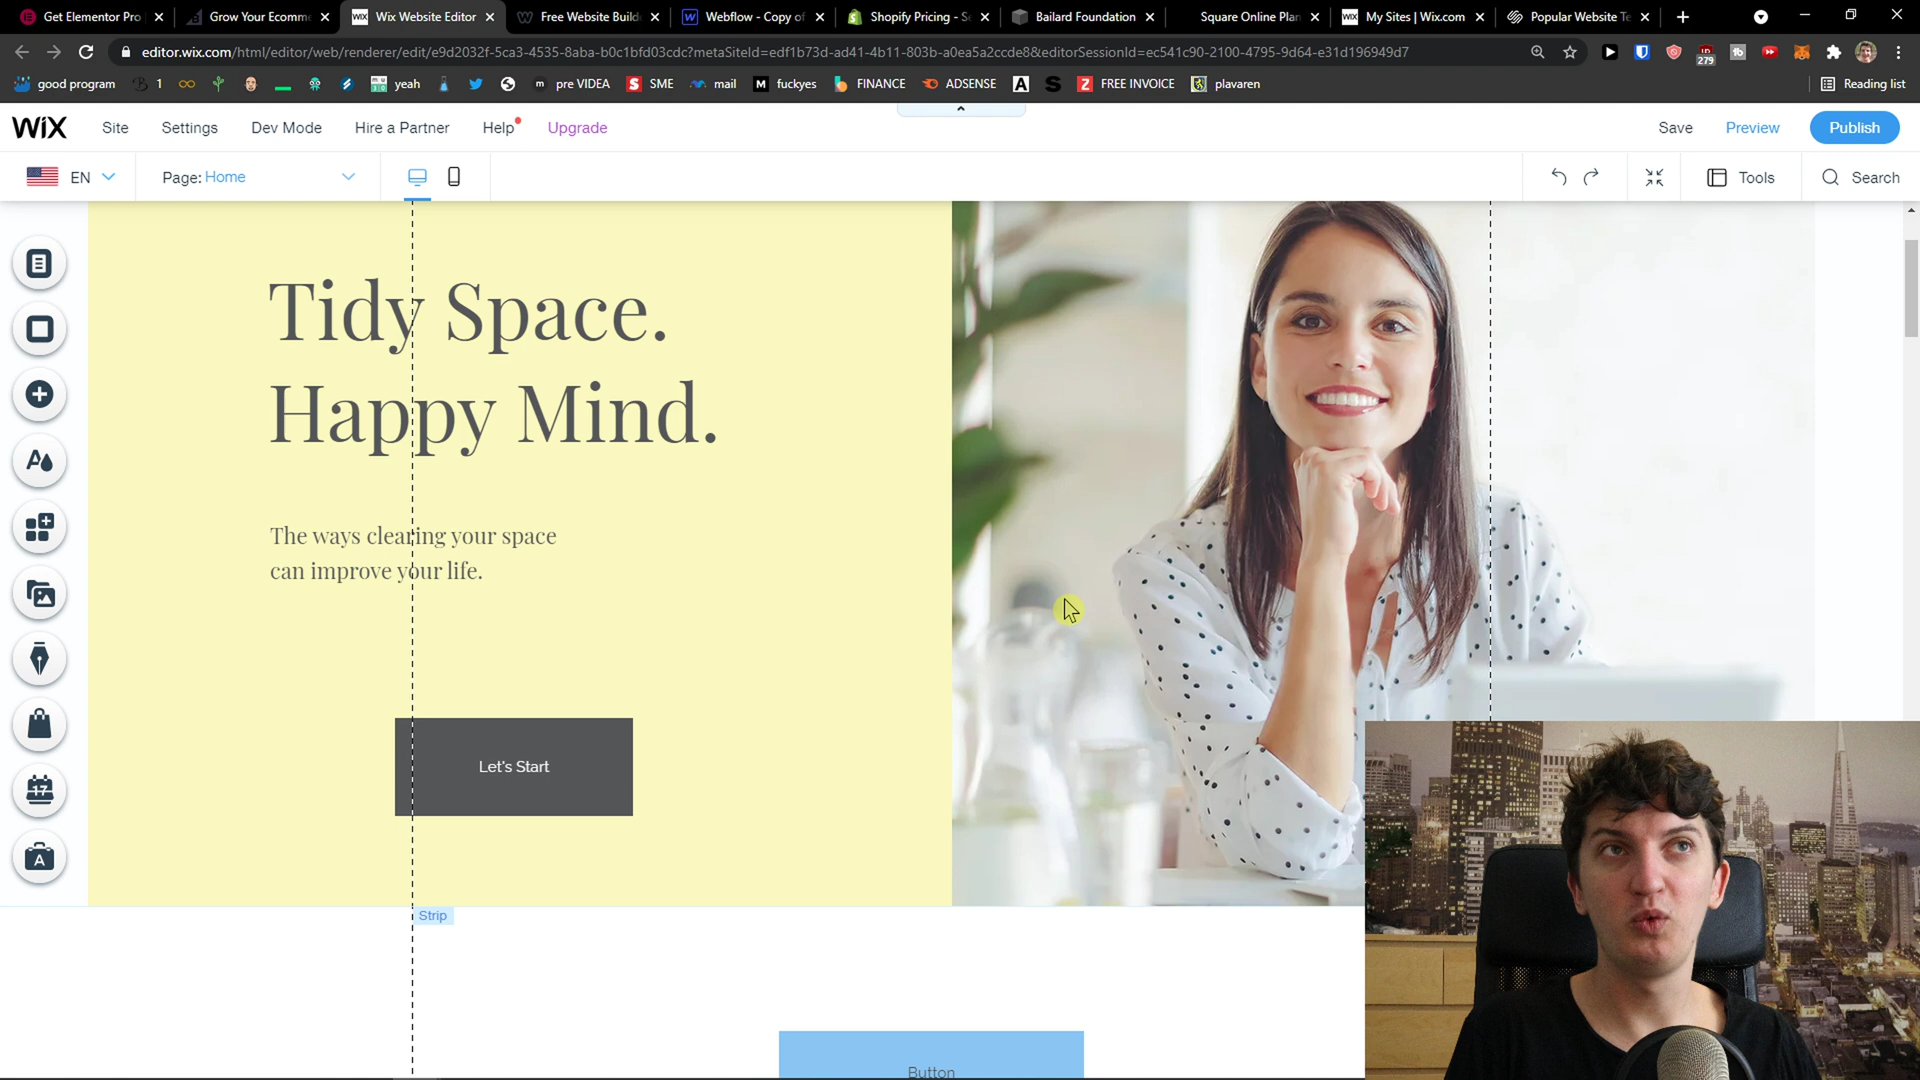 Get Elementor Pro
Grow Your Ecomme
WiX Wix Website Editor
Free Website Build
Webflow - Copy of
Shopify Pricing - S
Bailard Foundation
Square Online Plan
WiX My Sites | Wix.com
Popular Website Te
editor.wix.com/html/editor/web/renderer/edit/e9d2032f-5ca3-4535-8aba-b0c1bfd03cdc?metaSiteId=edf1b73d-ad41-4b11-803b-a0ea5a2ccde8&editorSessionId=ec541c90-2100-4795-9d64-e31d196949d7
279
good program
1
yeah
pre VIDEA
SME
mail
fuckyes
FINANCE
ADSENSE
FREE INVOICE
plavaren
Reading list
WiX
Site
Settings
Dev Mode
Hire a Partner
Help
Upgrade
Save
Preview
Publish
EN
Page: Home
Tools
Search
Tidy Space.
Happy Mind.
The ways clearing your space
can improve your life.
17
Let's Start
A
Strip
Button